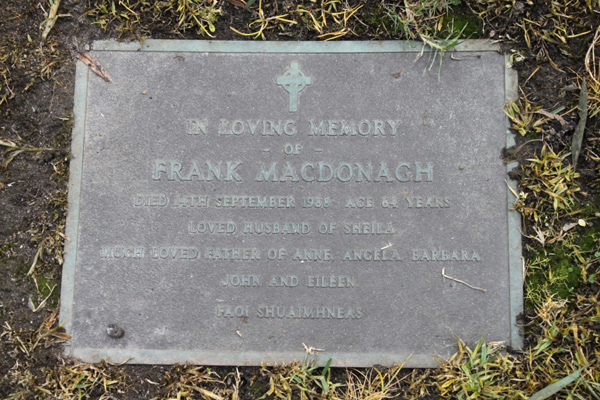 IN LOVING MEMORY
- OF -
FRANK MACDONAGH
DIED 14TH SEPTEMBER 1988 AGE 64 YEARS
LOVED HUSBAND OF SHEILA
MUCH LOVED FATHER OF ANNE, ANGELA, BARBARA
JOHN AND EILEEN
FAOI SHUAIMHNEAS